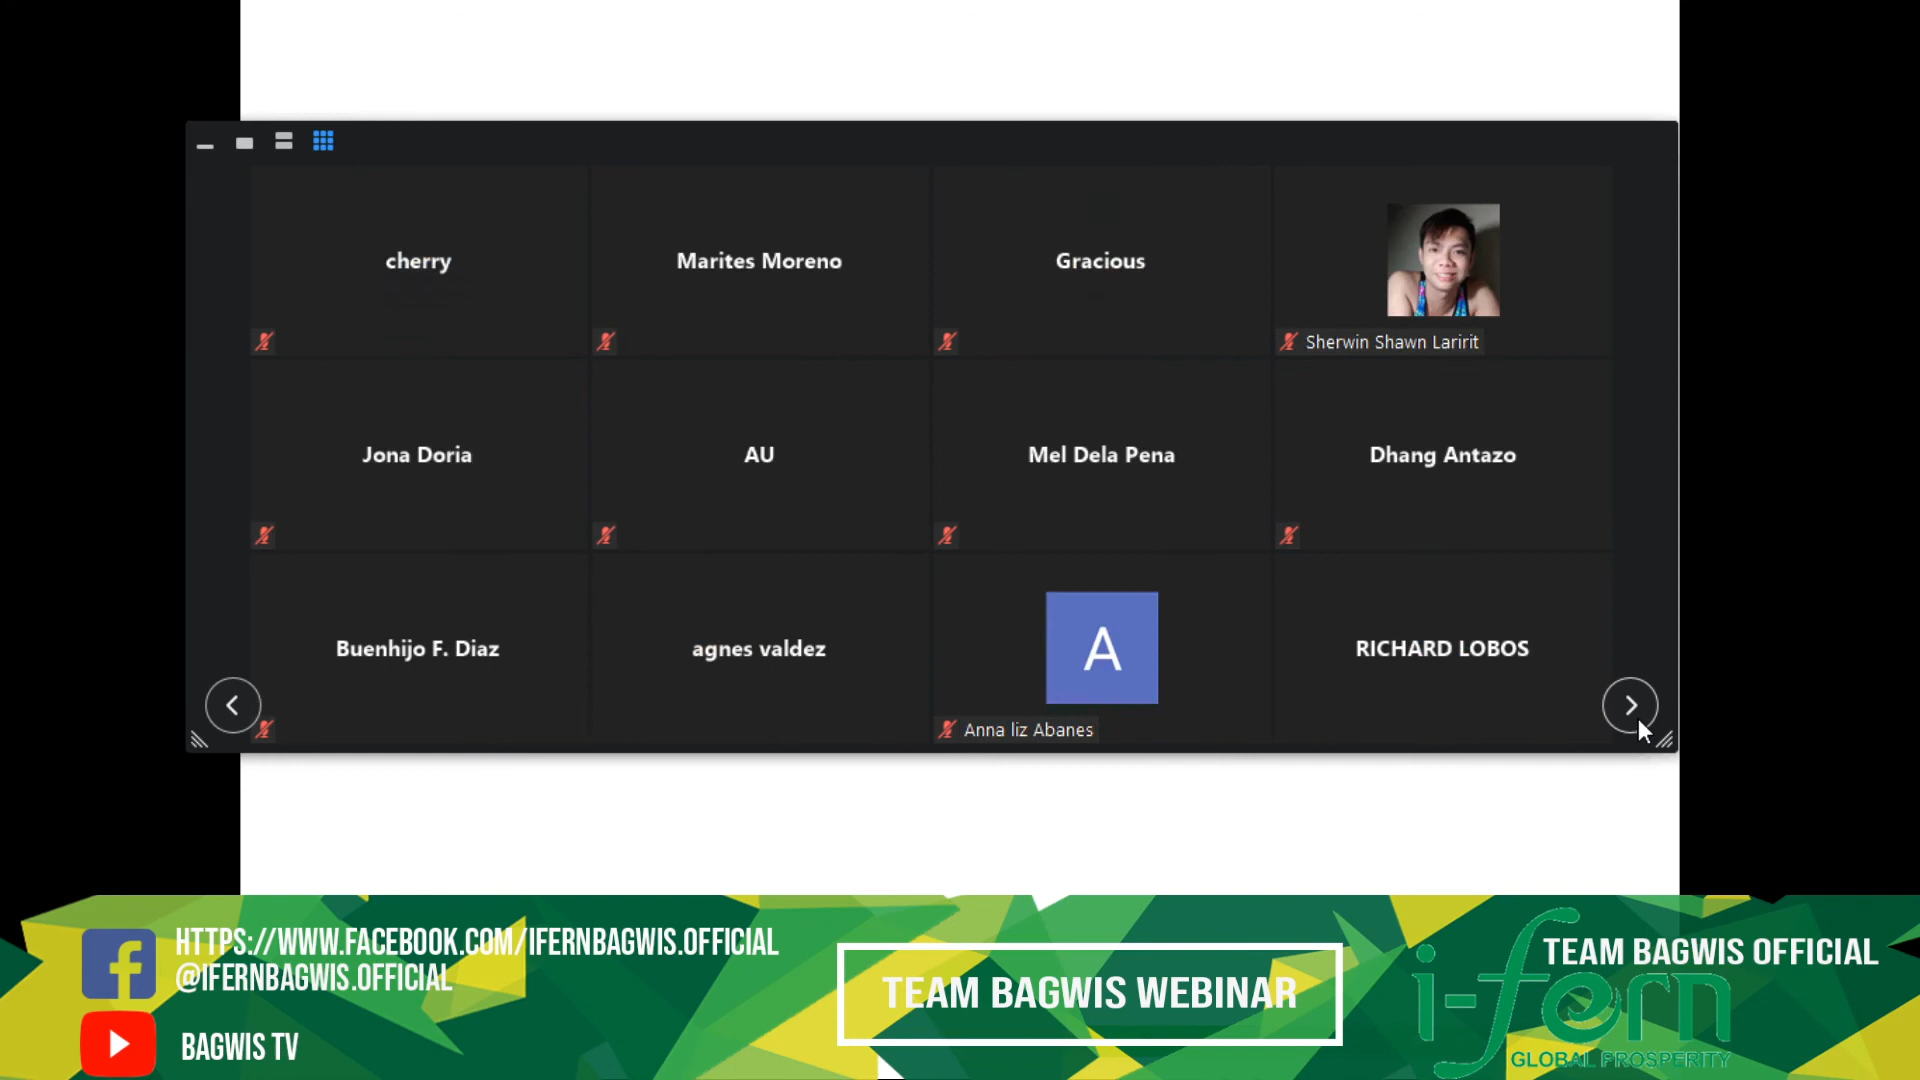 cherry
Marites Moreno
Gracious
Sherwin Shawn Laririt
Jona Doria
AU
Mel Dela Pena
Dhang Antazo
Buenhijo F. Diaz
agnes valdez
A
Anna liz Abanes
RICHARD LOBOS
HTTPS://WWW.FACEBOOK.COM/IFERNBAGWIS.OFFICIAL
@IFERNBAGWIS.OFFICIAL
BAGWIS TV
TEAM BAGWIS WEBINAR
TEAM BAGWIS OFFICIAL
i-fern
GLOBAL PROSPERITY